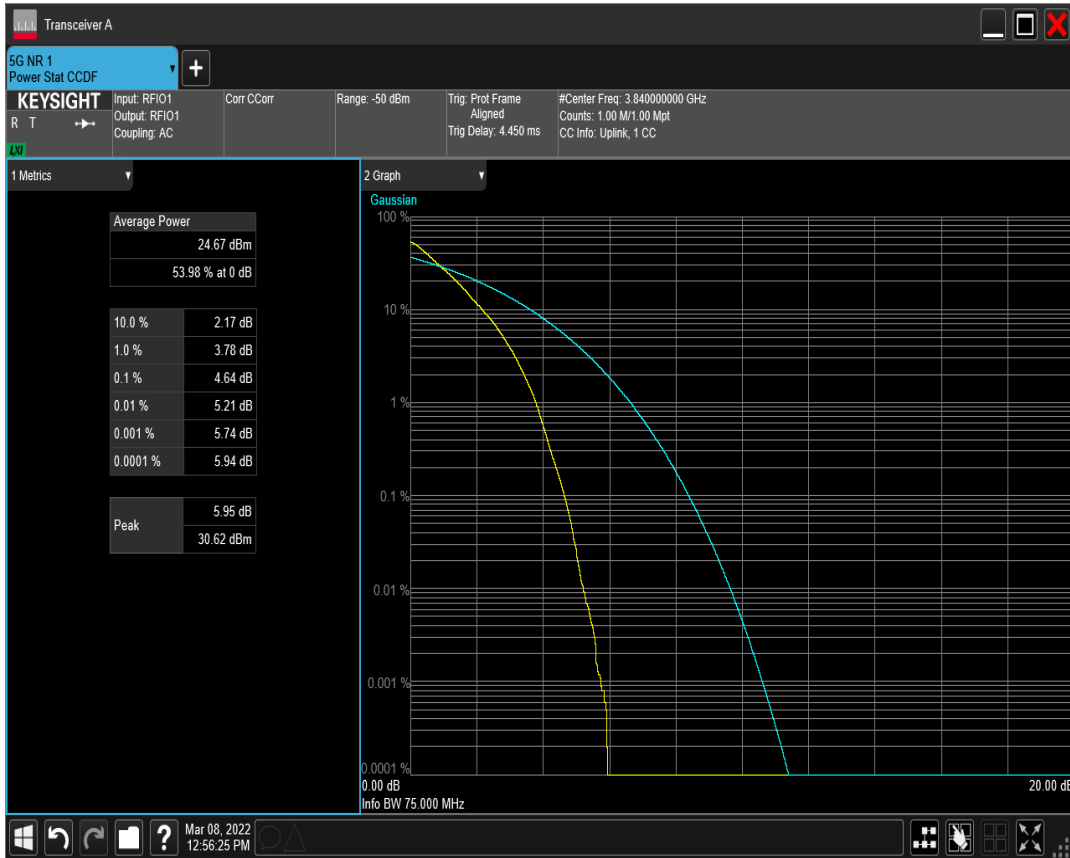 Transceiver A
5G NR 1
Power Stat CCDF
KEYSIGHT
R T
LXI
Input: RFIO1
Output: RFIO1
Coupling: AC
Corr CCorr
Range: -50 dBm
Trig: Prot Frame
Aligned
Trig Delay: 4.450 ms
#Center Freq: 3.840000000 GHz
Counts: 1.00 M/1.00 Mpt
CC Info: Uplink, 1 CC
1 Metrics
Average Power
24.67 dBm
53.98 % at 0 dB
10.0 % 2.17 dB
1.0 % 3.78 dB
0.1 % 4.64 dB
0.01 % 5.21 dB
0.001 % 5.74 dB
0.0001 % 5.94 dB
Peak
5.95 dB
30.62 dBm
2 Graph
Gaussian
100 %
10 %
1 %
0.1 %
0.01 %
0.001 %
0.0001 %
0.00 dB 20.00 dB
Info BW 75.000 MHz
?
Mar 08, 2022
12:56:25 PM